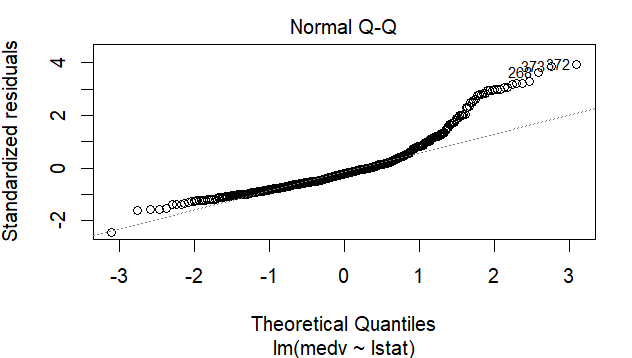 Normal Q-Q
Standardized residuals
4
2
0
-2
268
373
372
-3 -2 -1 0 1 2 3
Theoretical Quantiles
lm(medv ~ lstat)